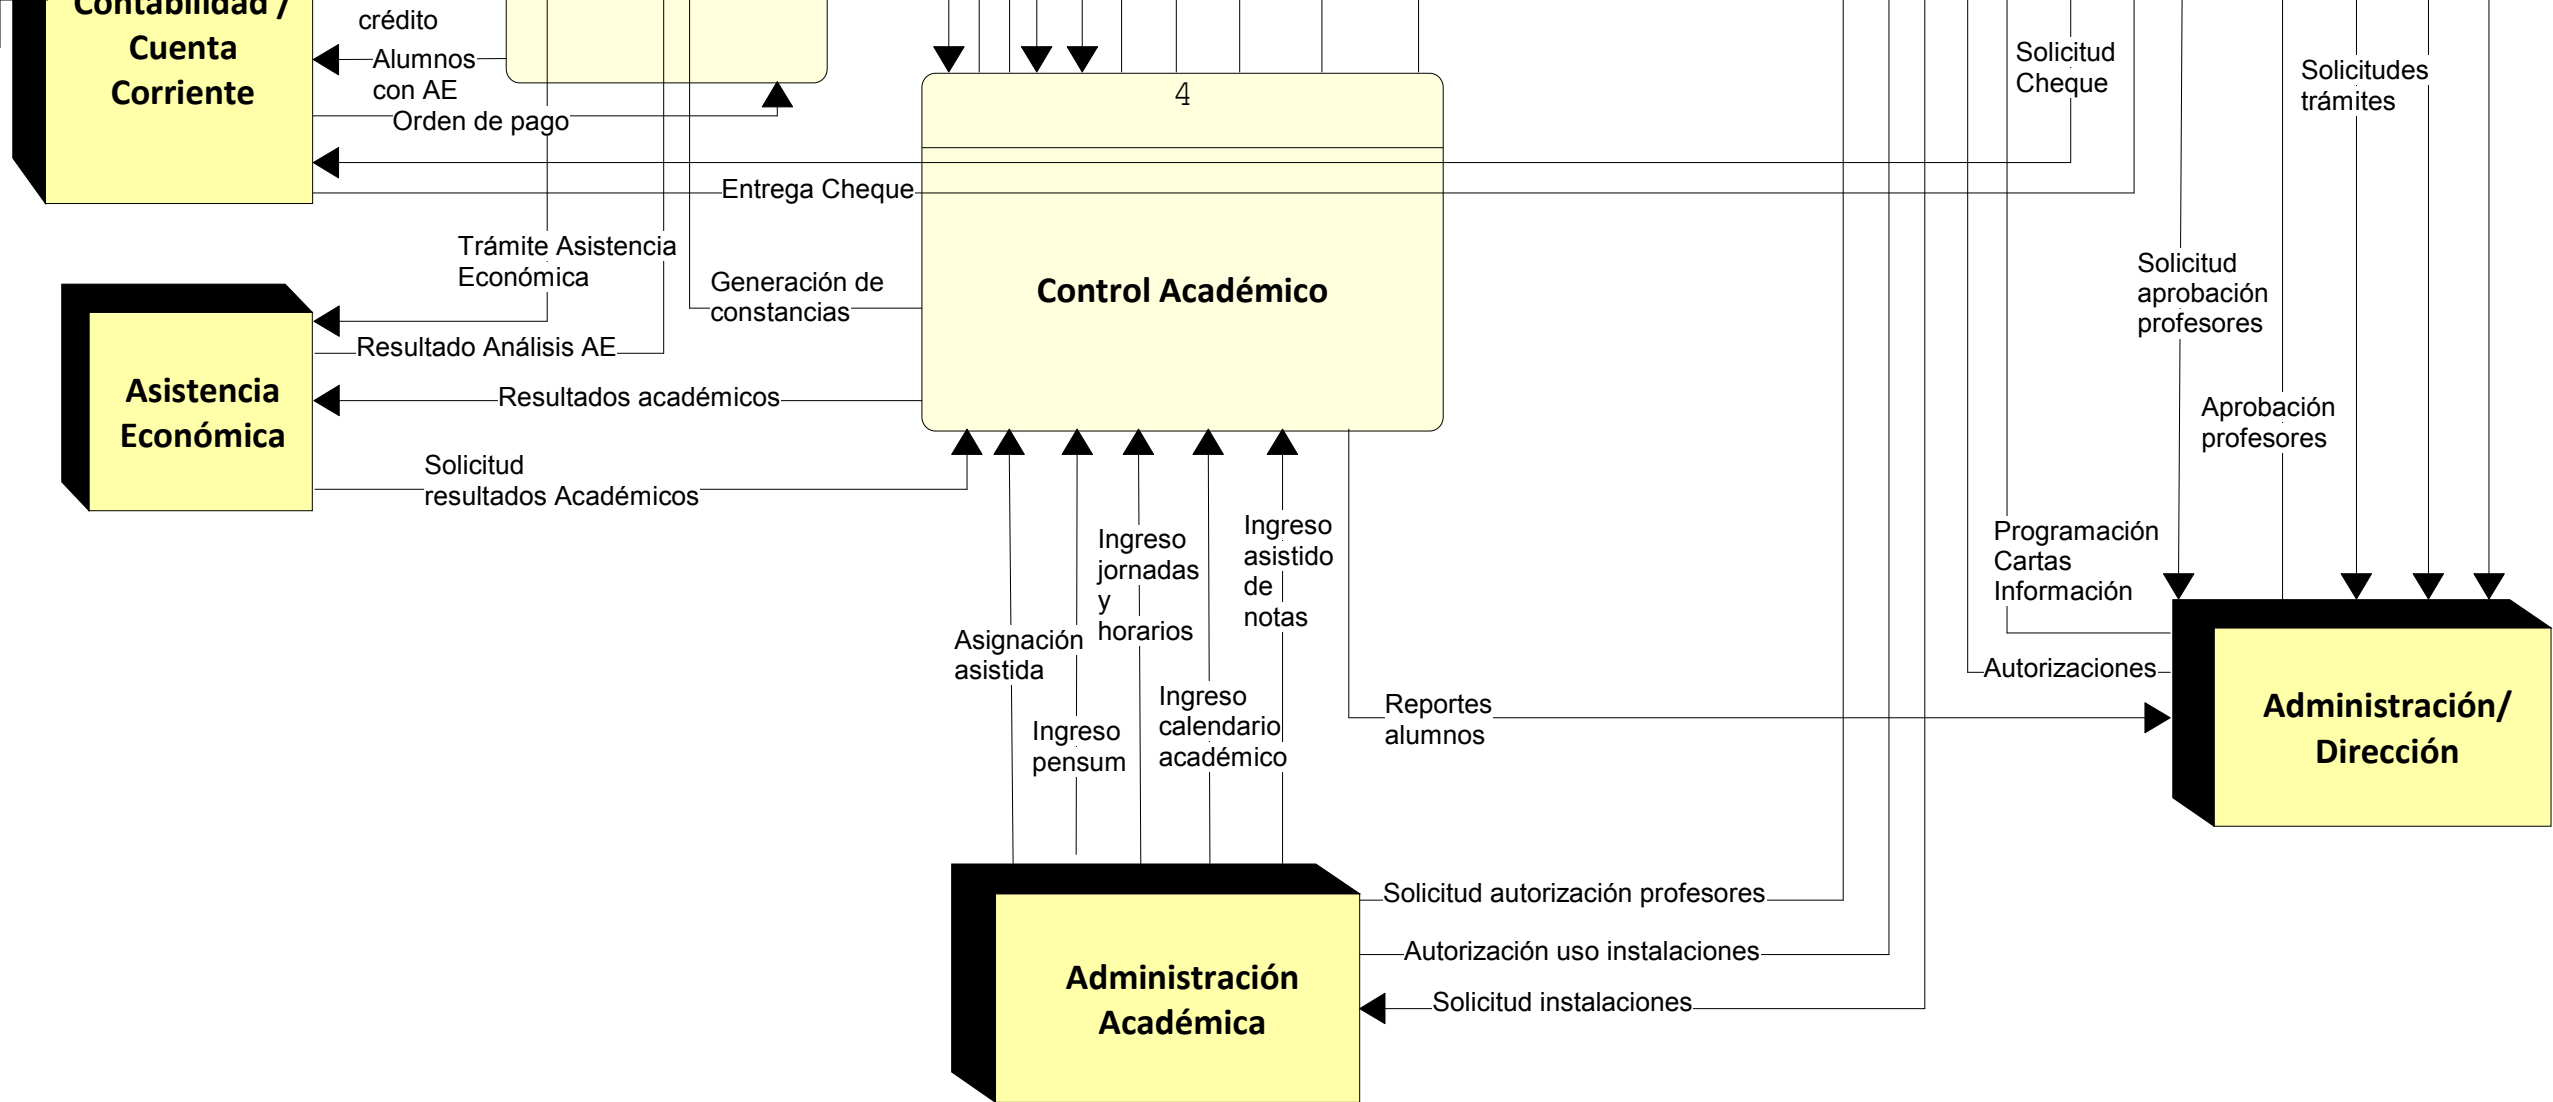 Contabilidad /
Cuenta
Corriente
crédito
Alumnos
con AE
Orden de pago
4
Solicitud
Cheque
Solicitudes
trámites
Entrega Cheque
Trámite Asistencia
Económica
Generación de
constancias
Control Académico
Solicitud
aprobación
profesores
Resultado Análisis AE
Asistencia
Económica
Resultados académicos
Aprobación
profesores
Solicitud
resultados Académicos
Ingreso
jornadas
y
horarios
Ingreso
asistido
de
notas
Programación
Cartas
Información
Asignación
asistida
Autorizaciones
Ingreso
pensum
Ingreso
calendario
académico
Reportes
alumnos
Administración/
Dirección
Solicitud autorización profesores
Autorización uso instalaciones
Solicitud instalaciones
Administración
Académica